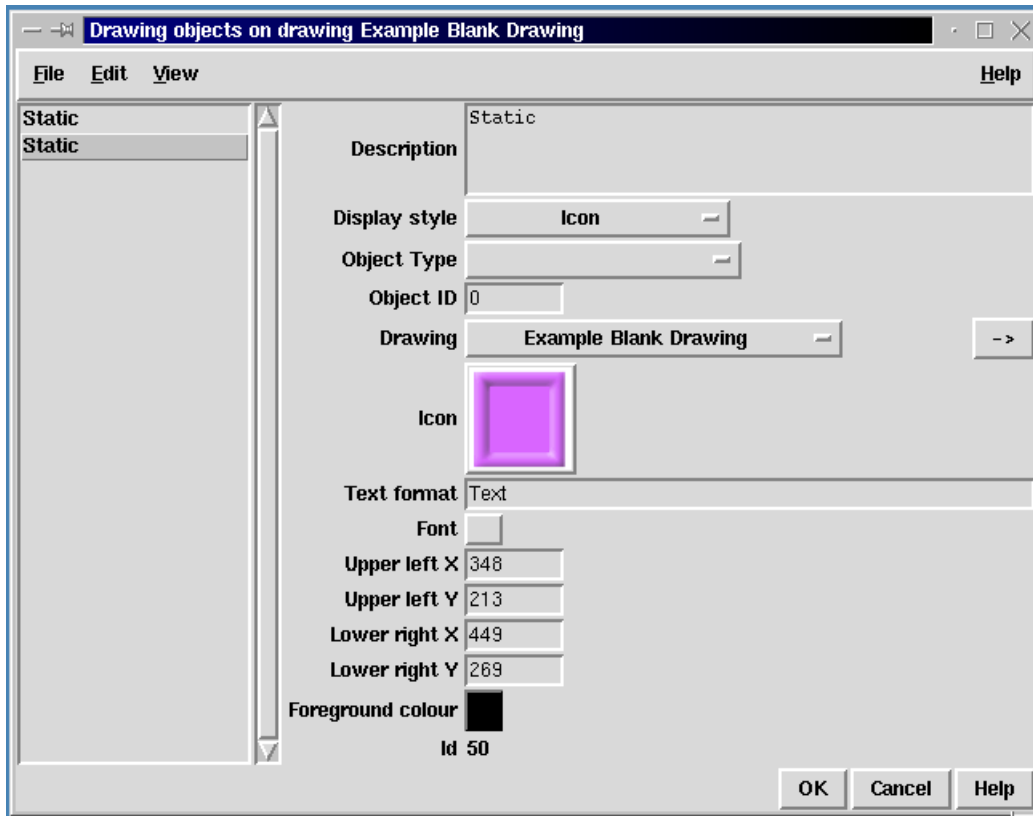 Drawing objects on drawing Example Blank Drawing
File Edit View Help
Static
Static
Description Static
Display style Icon
Object Type
Object ID 0
Drawing Example Blank Drawing ->
Icon
Text format Text
Font
Upper left X 348
Upper left Y 213
Lower right X 449
Lower right Y 269
Foreground colour
Id 50
OK Cancel Help